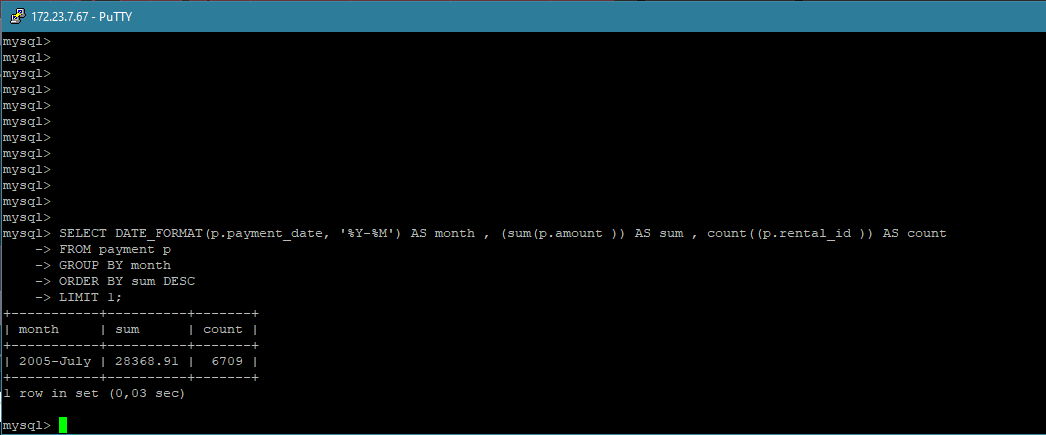 172.23.7.67 - PuTTY
mysql>
mysql>
mysql>
mysql>
mysql>
mysql>
mysql>
mysql>
mysql>
mysql>
mysql>
mysql>
mysql> SELECT DATE_FORMAT(p.payment_date, '%Y-%M') AS month , (sum(p.amount )) AS sum , count((p.rental_id )) AS count
    -> FROM payment p
    -> GROUP BY month
    -> ORDER BY sum DESC
    -> LIMIT 1;
+-----------+----------+-------+
| month     | sum      | count |
+-----------+----------+-------+
| 2005-July | 28368.91 |  6709 |
+-----------+----------+-------+
1 row in set (0,03 sec)
mysql>